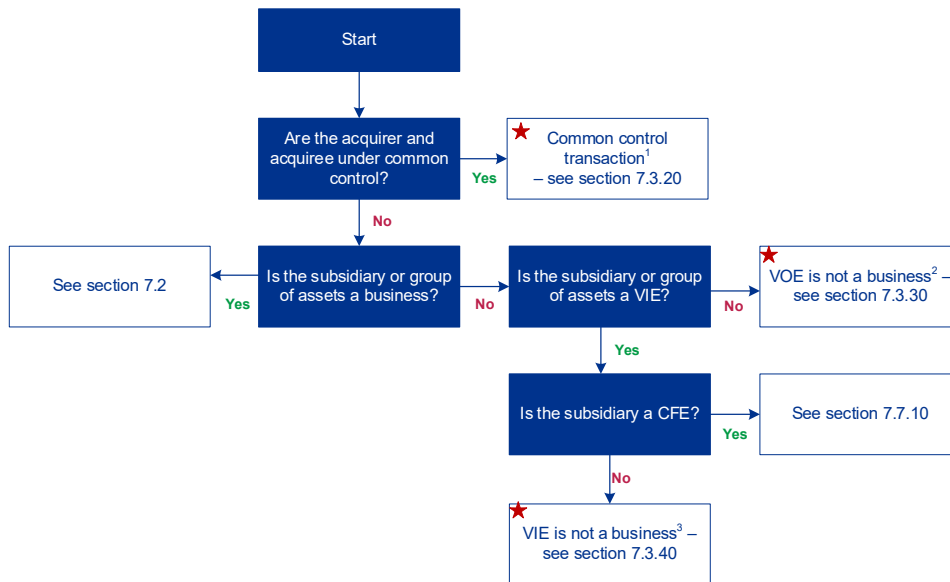 Start
Are the acquirer and
acquiree under common
control?
Yes
Common control
transaction¹
– see section 7.3.20
No
See section 7.2
Yes
Is the subsidiary or group
of assets a business?
No
Is the subsidiary or group
of assets a VIE?
No
VOE is not a business² –
see section 7.3.30
Yes
Is the subsidiary a CFE?
Yes
See section 7.7.10
No
VIE is not a business³ –
see section 7.3.40